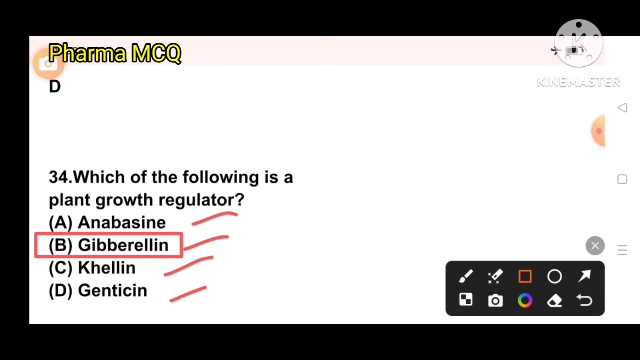 Pharma MCQ
KINEMASTER
D
34.Which of the following is a
plant growth regulator?
(A) Anabasine
(B) Gibberellin
(C) Khellin
(D) Genticin